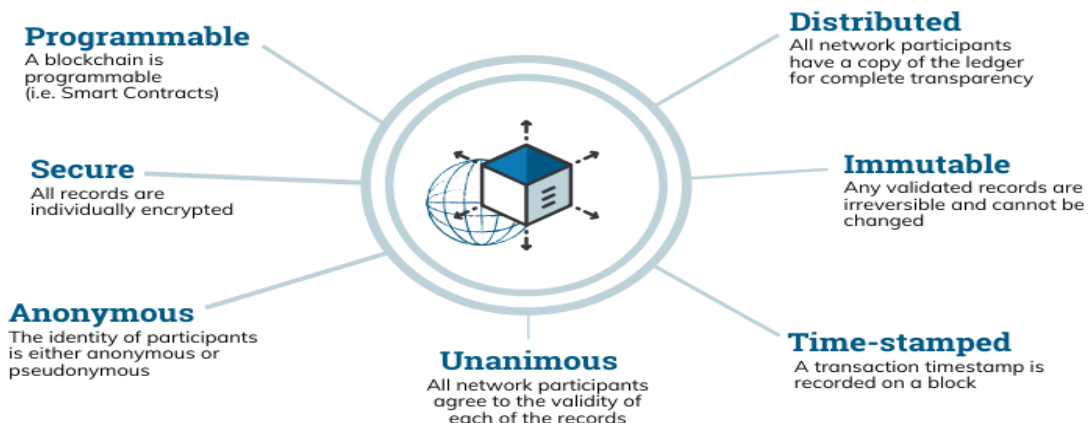 Programmable
A blockchain is
programmable
(i.e. Smart Contracts)
Secure
All records are
individually encrypted
Anonymous
The identity of participants
is either anonymous or
pseudonymous
Unanimous
All network participants
agree to the validity of
each of the records
Distributed
All network participants
have a copy of the ledger
for complete transparency
Immutable
Any validated records are
irreversible and cannot be
changed
Time-stamped
A transaction timestamp is
recorded on a block